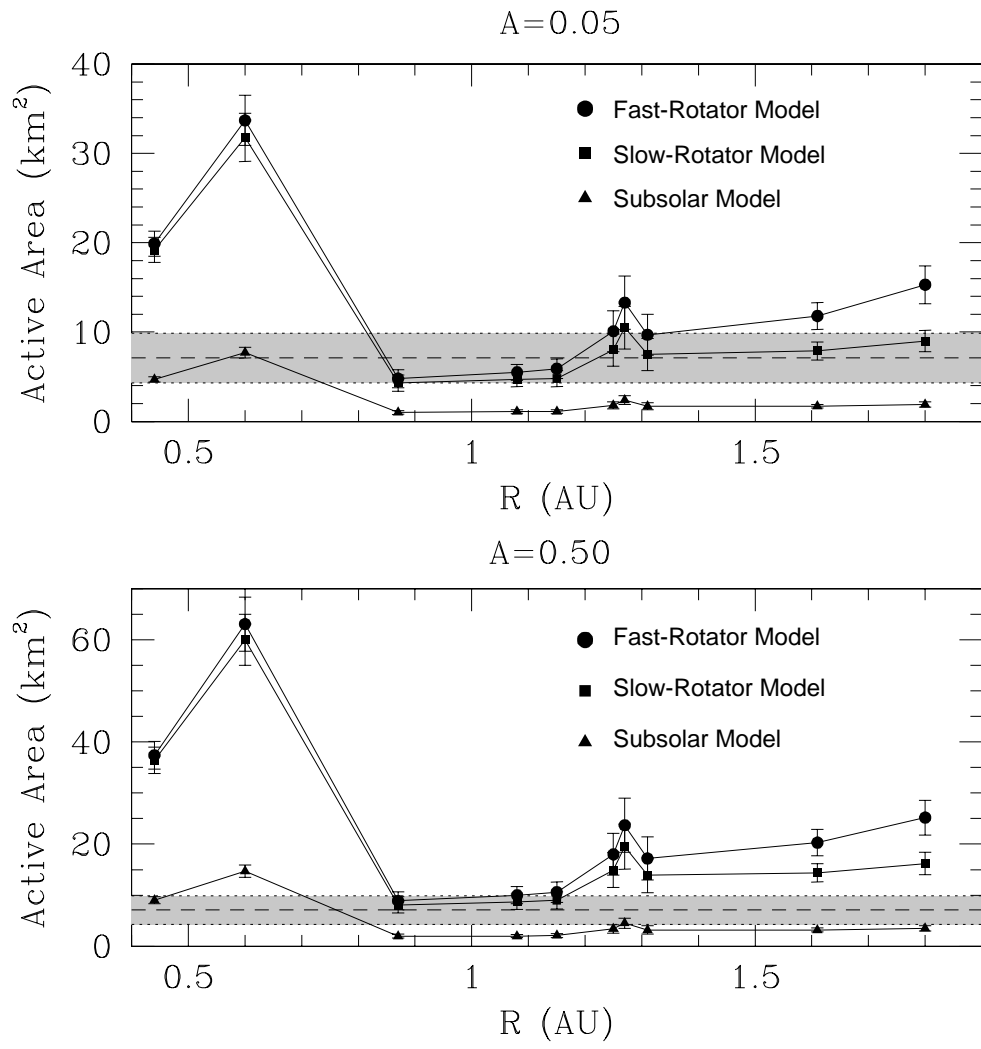 A=0.05
Active Area (km²)
40
30
20
10
0
Fast-Rotator Model
Slow-Rotator Model
Subsolar Model
0.5 1 1.5
R (AU)
A=0.50
Active Area (km²)
60
40
20
0
Fast-Rotator Model
Slow-Rotator Model
Subsolar Model
0.5 1 1.5
R (AU)